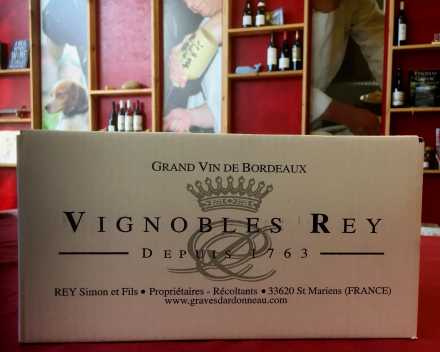 GRAND VIN DE BORDEAUX
VIGNOBLES REY
DEPUIS 1763
REY Simon et Fils • Propriétaires - Récoltants • 33620 St Mariens (FRANCE)
www.gravesdardonneau.com